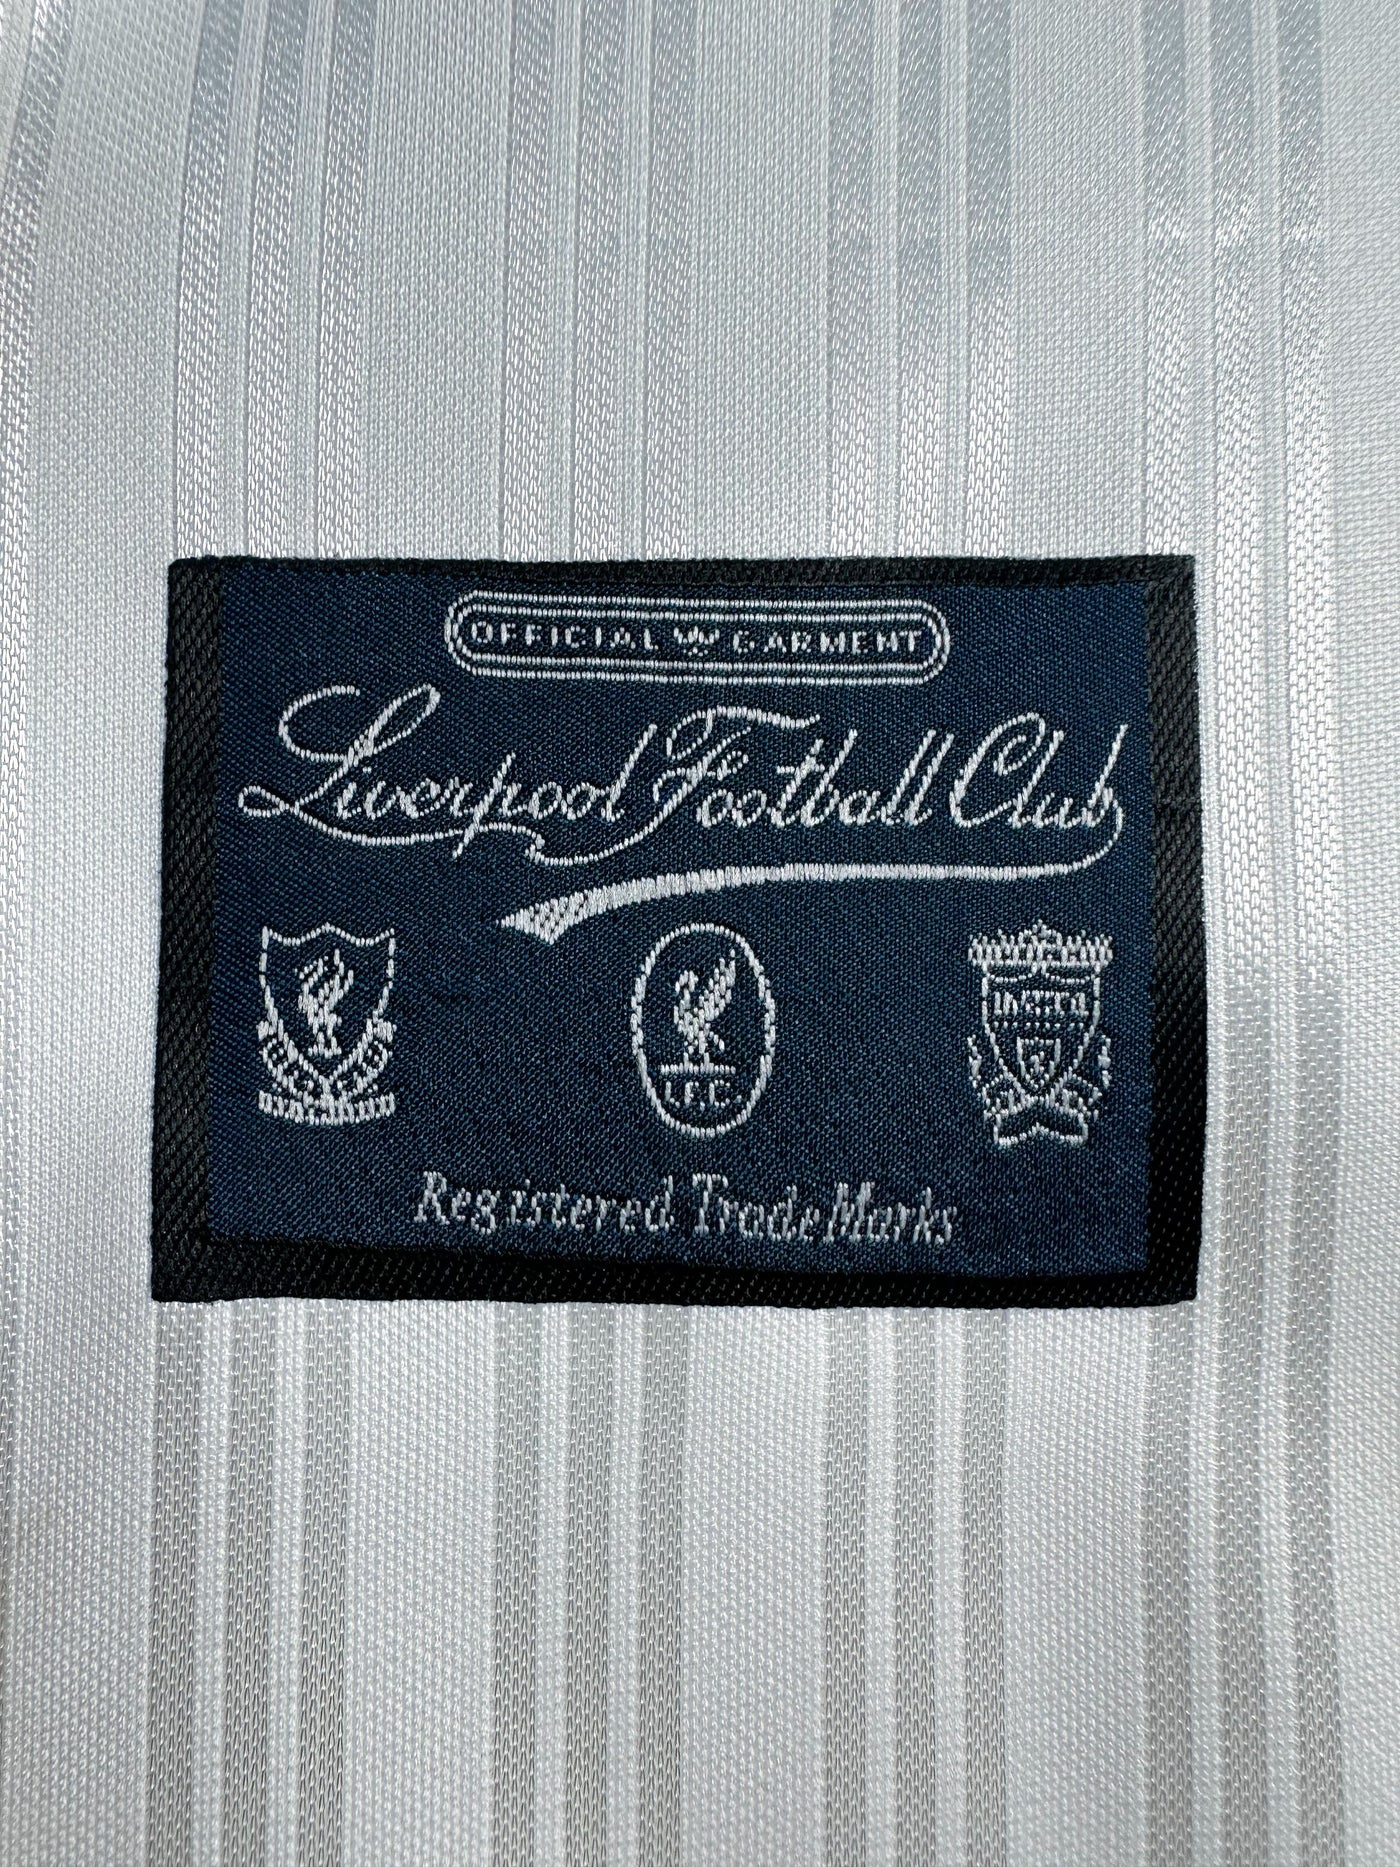 OFFICIAL GARMENT
Liverpool Football Club
L.F.C.
Registered Trade Marks